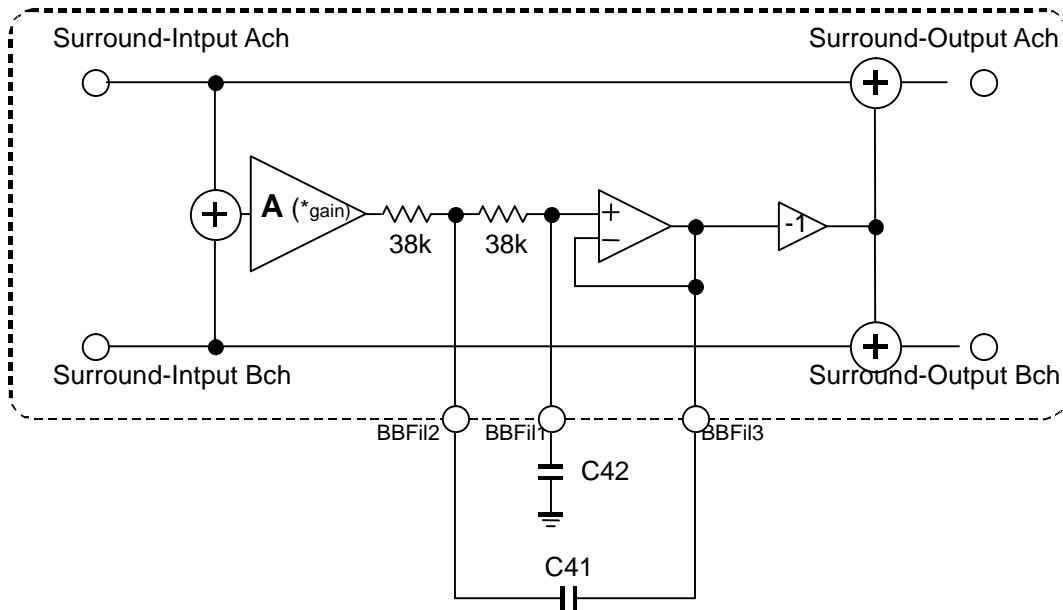 Surround-Intput Ach
Surround-Output Ach
+
+
A (*gain)
38k
38k
+
−
-1
+
Surround-Intput Bch
Surround-Output Bch
BBFil2
BBFil1
BBFil3
C42
C41